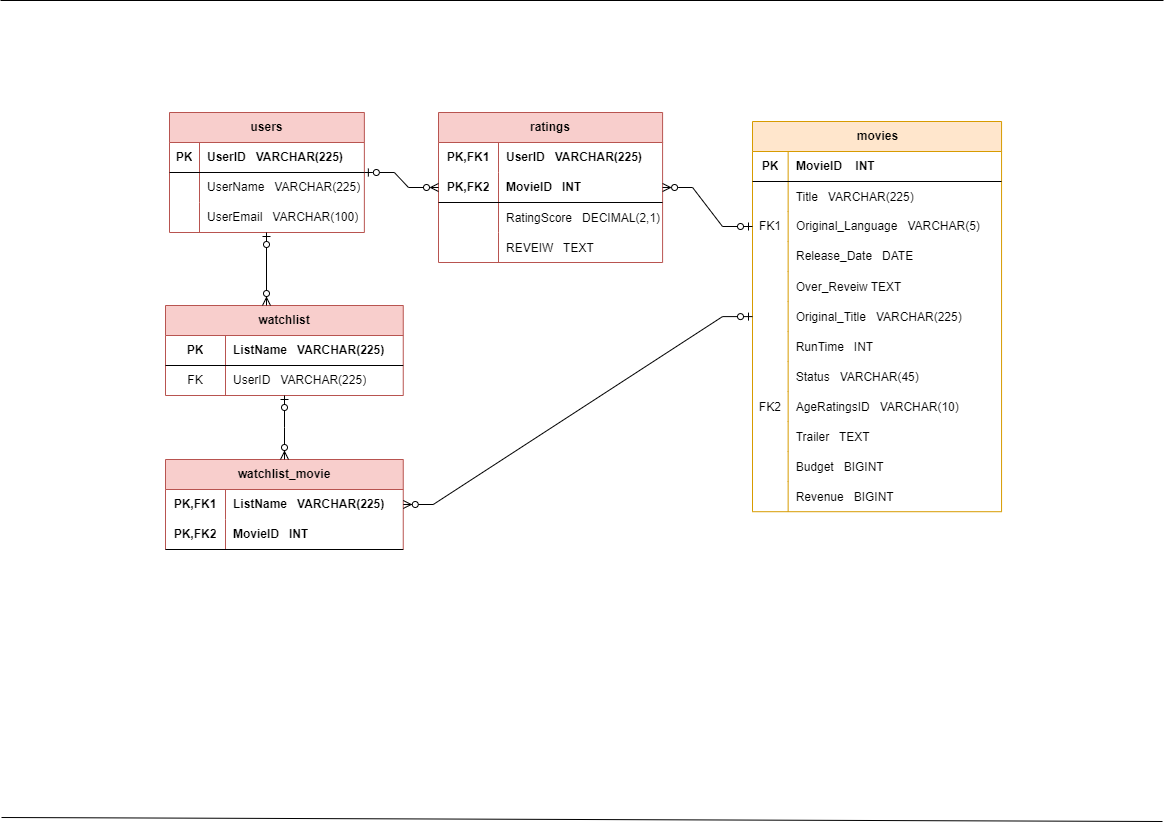 users
PK UserID VARCHAR(225)
UserName VARCHAR(225)
UserEmail VARCHAR(100)
ratings
PK,FK1 UserID VARCHAR(225)
PK,FK2 MovieID INT
RatingScore DECIMAL(2,1)
REVEIW TEXT
movies
PK MovieID INT
Title VARCHAR(225)
FK1 Original_Language VARCHAR(5)
Release_Date DATE
Over_Reveiw TEXT
Original_Title VARCHAR(225)
RunTime INT
Status VARCHAR(45)
FK2 AgeRatingsID VARCHAR(10)
Trailer TEXT
Budget BIGINT
Revenue BIGINT
watchlist
PK ListName VARCHAR(225)
FK UserID VARCHAR(225)
watchlist_movie
PK,FK1 ListName VARCHAR(225)
PK,FK2 MovieID INT